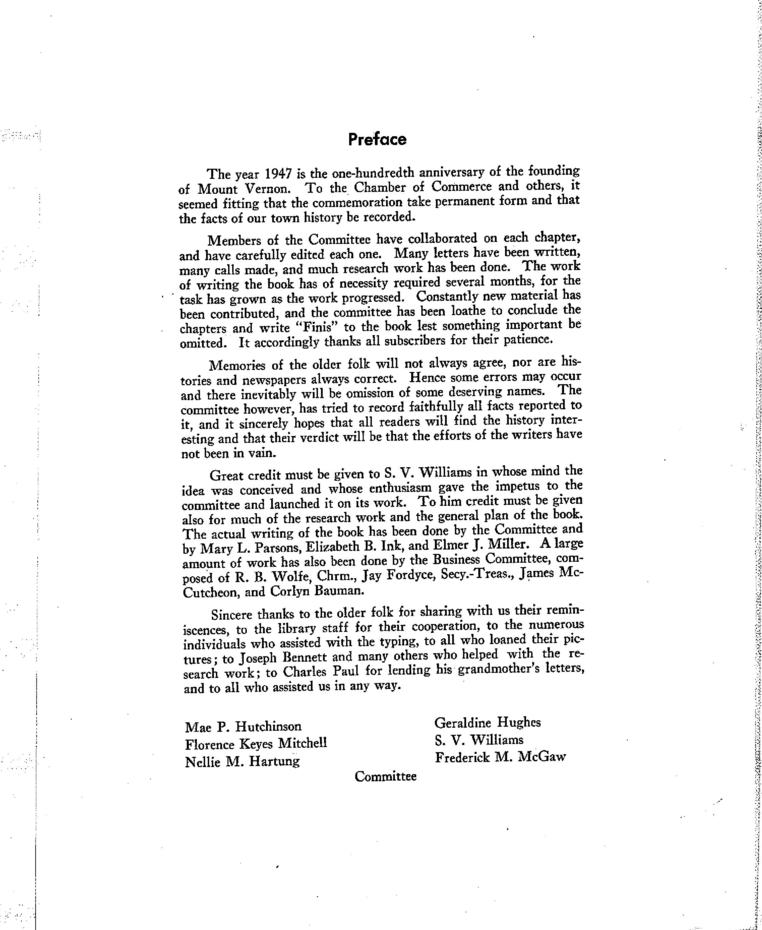 Preface
The year 1947 is the one-hundredth anniversary of the founding
of Mount Vernon. To the Chamber of Commerce and others, it
seemed fitting that the commemoration take permanent form and that
the facts of our town history be recorded.
Members of the Committee have collaborated on each chapter,
and have carefully edited each one. Many letters have been written,
many calls made, and much research work has been done. The work
of writing the book has of necessity required several months, for the
task has grown as the work progressed. Constantly new material has
been contributed, and the committee has been loathe to conclude the
chapters and write "Finis" to the book lest something important be
omitted. It accordingly thanks all subscribers for their patience.
Memories of the older folk will not always agree, nor are his-
tories and newspapers always correct. Hence some errors may occur
and there inevitably will be omission of some deserving names. The
committee however, has tried to record faithfully all facts reported to
it, and it sincerely hopes that all readers will find the history inter-
esting and that their verdict will be that the efforts of the writers have
not been in vain.
Great credit must be given to S. V. Williams in whose mind the
idea was conceived and whose enthusiasm gave the impetus to the
committee and launched it on its work. To him credit must be given
also for much of the research work and the general plan of the book.
The actual writing of the book has been done by the Committee and
by Mary L. Parsons, Elizabeth B. Ink, and Elmer J. Miller. A large
amount of work has also been done by the Business Committee, com-
posed of R. B. Wolfe, Chrm., Jay Fordyce, Secy.-Treas., James Mc-
Cutcheon, and Corlyn Bauman.
Sincere thanks to the older folk for sharing with us their remin-
iscences, to the library staff for their cooperation, to the numerous
individuals who assisted with the typing, to all who loaned their pic-
tures; to Joseph Bennett and many others who helped with the re-
search work; to Charles Paul for lending his grandmother's letters,
and to all who assisted us in any way.
Mae P. Hutchinson
Florence Keyes Mitchell
Nellie M. Hartung
Geraldine Hughes
S. V. Williams
Frederick M. McGaw
Committee